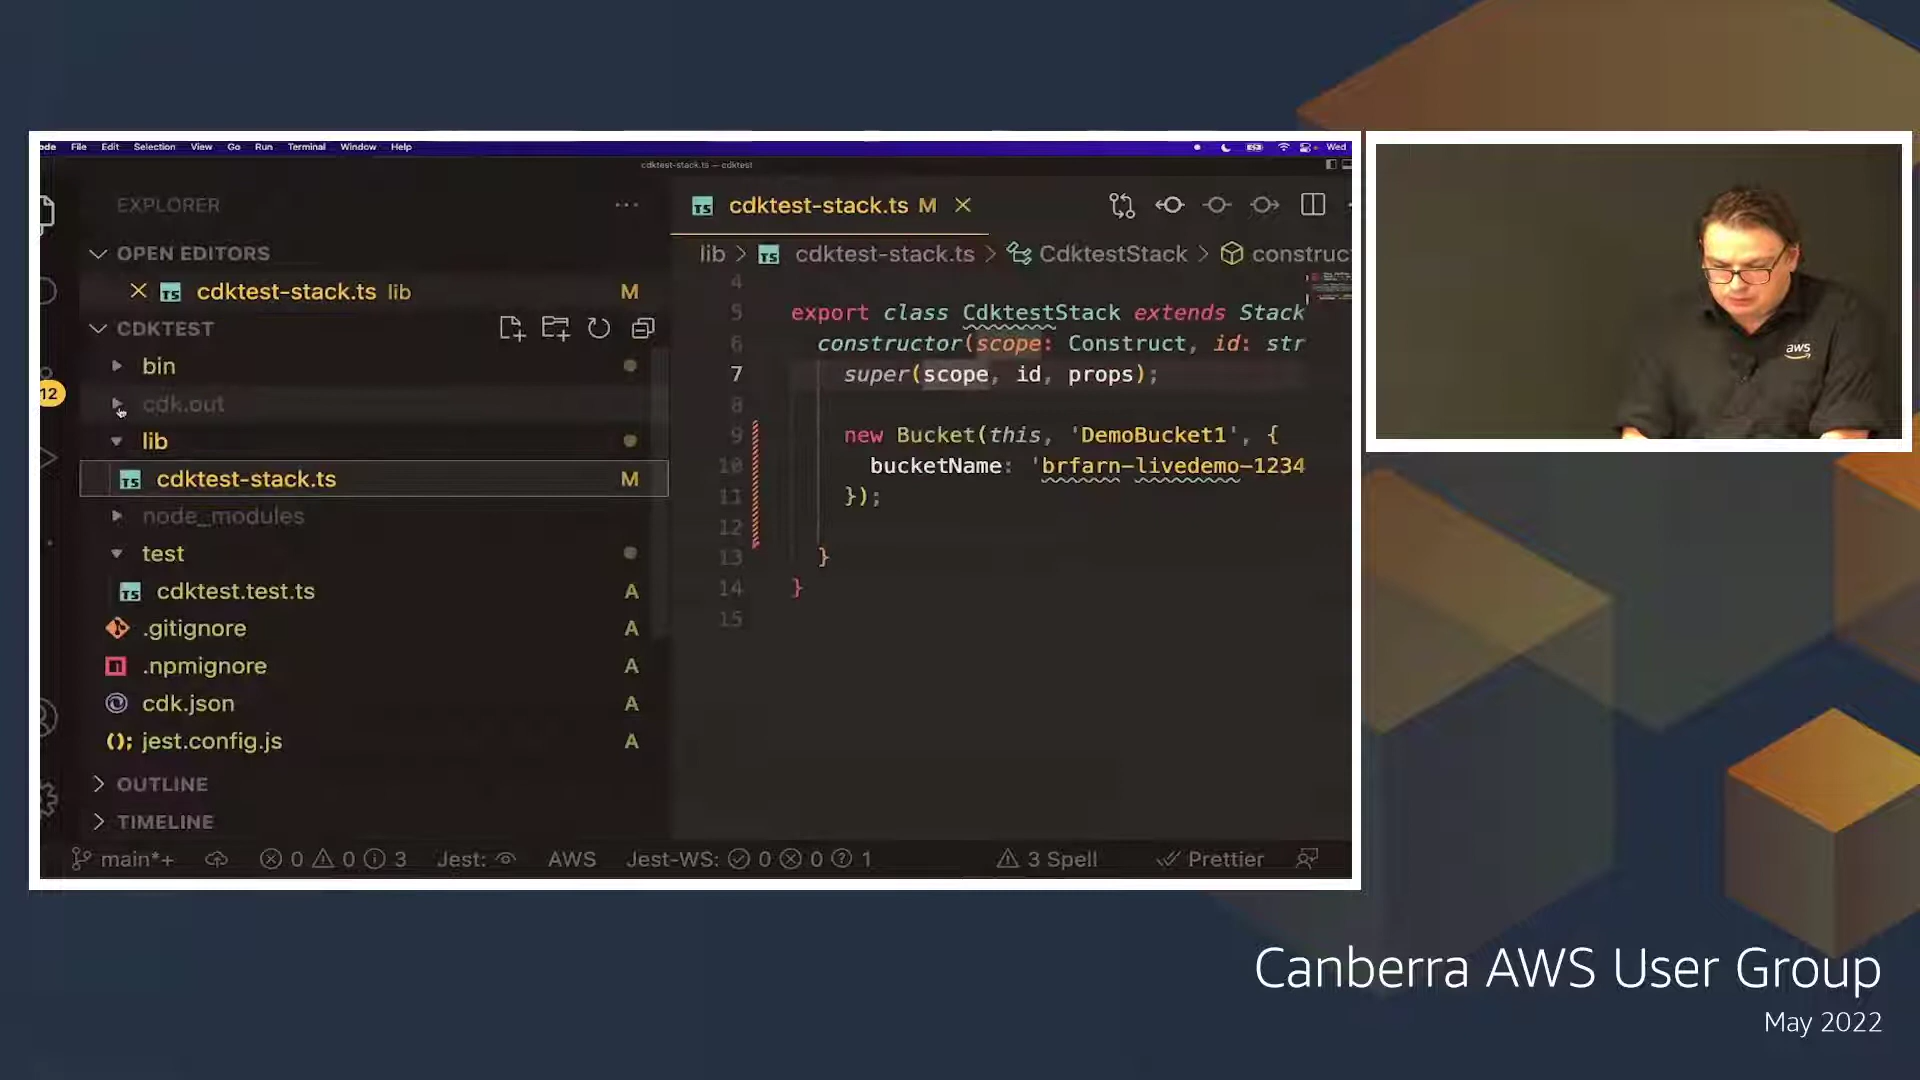 File Edit Selection View Go Run Terminal Window Help
Wed
cdktest-stack.ts — cdktest
EXPLORER
OPEN EDITORS
cdktest-stack.ts lib M
CDKTEST
bin
cdk.out
lib
cdktest-stack.ts M
node_modules
test
cdktest.test.ts A
.gitignore A
.npmignore A
cdk.json A
jest.config.js A
OUTLINE
TIMELINE
12
cdktest-stack.ts M
lib > cdktest-stack.ts > CdktestStack > construc
4
5 export class CdktestStack extends Stack
6 constructor(scope: Construct, id: str
7 super(scope, id, props);
8
9 new Bucket(this, 'DemoBucket1', {
10 bucketName: 'brfarn-livedemo-1234
11 });
12
13 }
14 }
15
main*+ 0 0 3 Jest: AWS Jest-WS: 0 0 1 3 Spell Prettier
aws
Canberra AWS User Group
May 2022